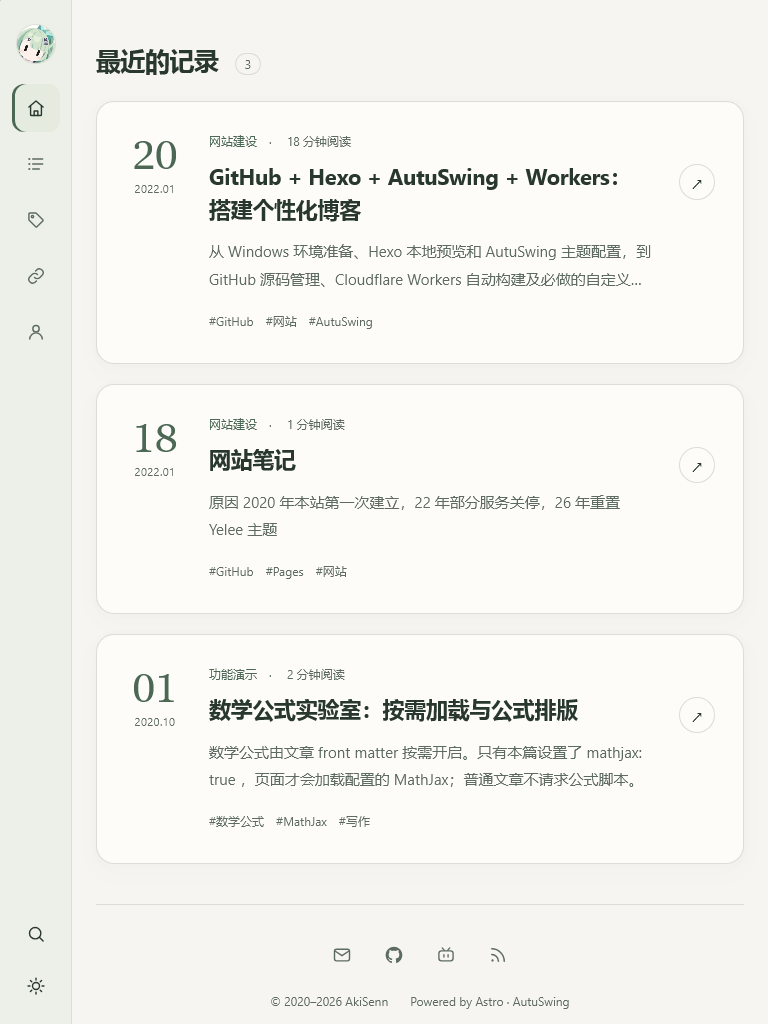 最近的记录 3
20
2022.01
网站建设 · 18 分钟阅读
GitHub + Hexo + AutuSwing + Workers：
搭建个性化博客
从 Windows 环境准备、Hexo 本地预览和 AutuSwing 主题配置，到
GitHub 源码管理、Cloudflare Workers 自动构建及必做的自定义...
#GitHub #网站 #AutuSwing
18
2022.01
网站建设 · 1 分钟阅读
网站笔记
原因 2020 年本站第一次建立，22 年部分服务关停，26 年重置
Yelee 主题
#GitHub #Pages #网站
01
2020.10
功能演示 · 2 分钟阅读
数学公式实验室：按需加载与公式排版
数学公式由文章 front matter 按需开启。只有本篇设置了 mathjax:
true ，页面才会加载配置的 MathJax；普通文章不请求公式脚本。
#数学公式 #MathJax #写作
© 2020–2026 AkiSenn Powered by Astro · AutuSwing